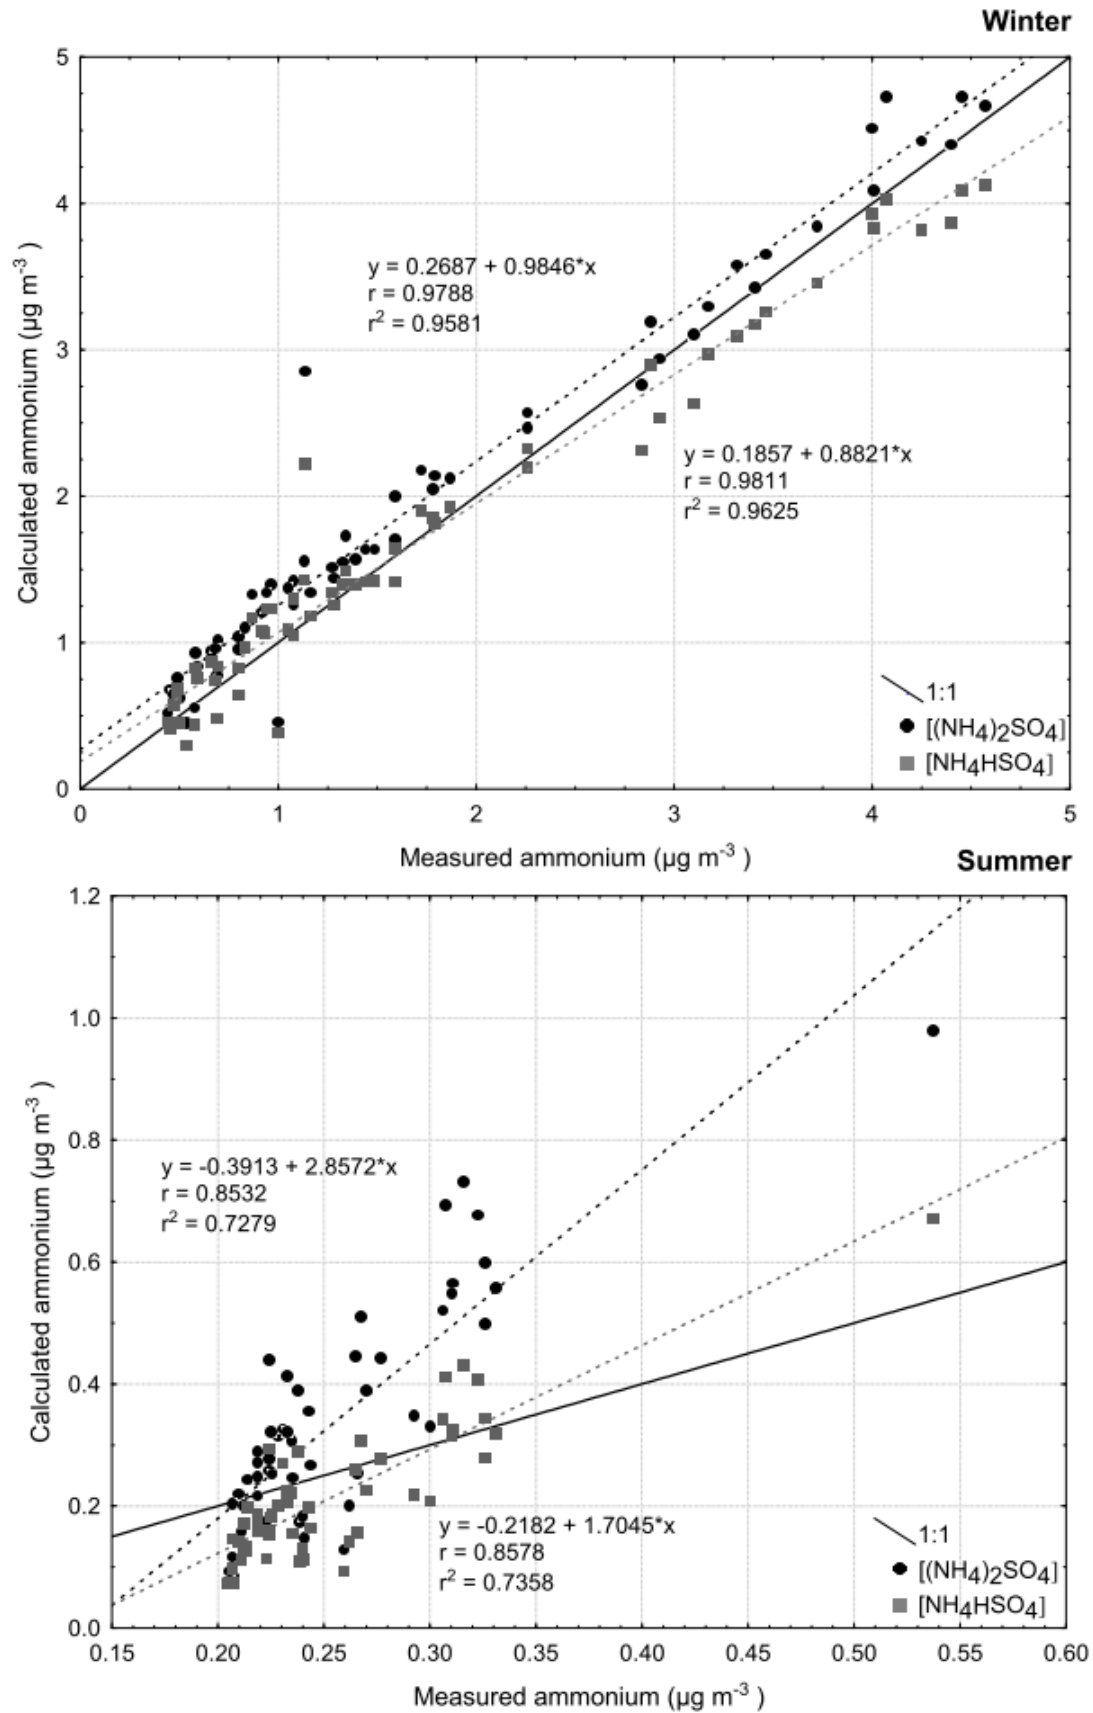 Winter
5
4
3
2
1
0
Calculated ammonium (µg m-3 )
y = 0.2687 + 0.9846*x
r = 0.9788
r2 = 0.9581
y = 0.1857 + 0.8821*x
r = 0.9811
r2 = 0.9625
1:1
[(NH4)2SO4]
[NH4HSO4]
0 1 2 3 4 5
Measured ammonium (µg m-3 )
Summer
1.2
1.0
0.8
0.6
0.4
0.2
0.0
Calculated ammonium (µg m-3 )
y = -0.3913 + 2.8572*x
r = 0.8532
r2 = 0.7279
y = -0.2182 + 1.7045*x
r = 0.8578
r2 = 0.7358
1:1
[(NH4)2SO4]
[NH4HSO4]
0.15 0.20 0.25 0.30 0.35 0.40 0.45 0.50 0.55 0.60
Measured ammonium (µg m-3 )